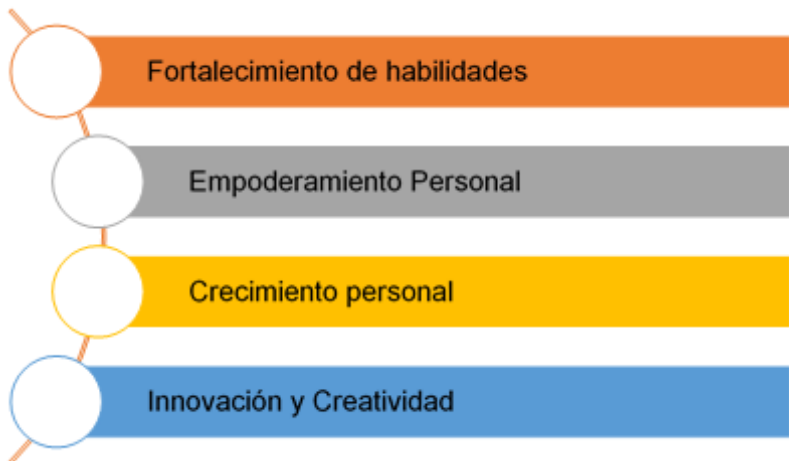 Fortalecimiento de habilidades
Empoderamiento Personal
Crecimiento personal
Innovación y Creatividad